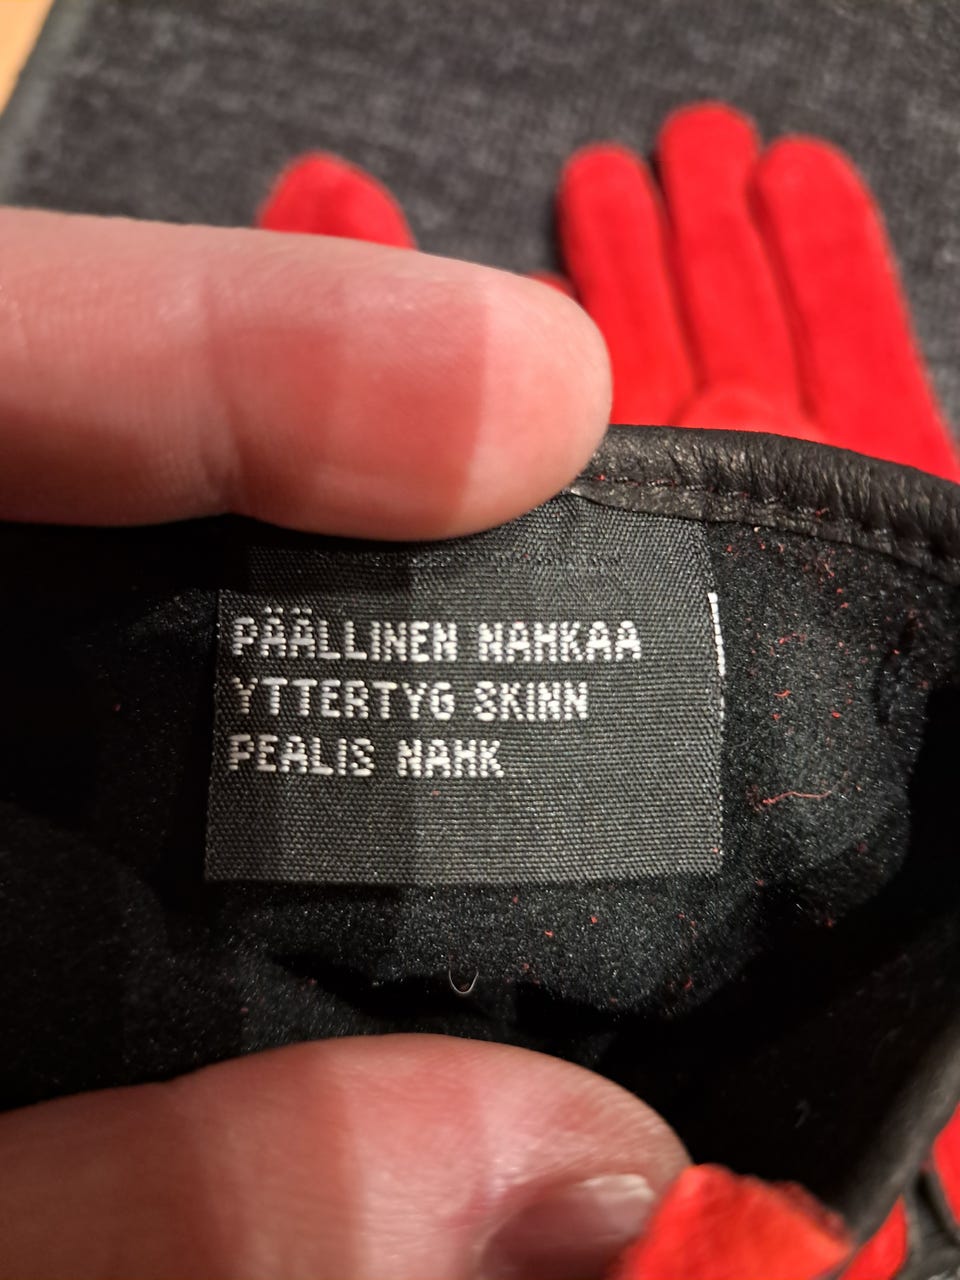 PÄÄLLINEN NAHKAA
YTTERTYG SKINN
PEALIS NAHK